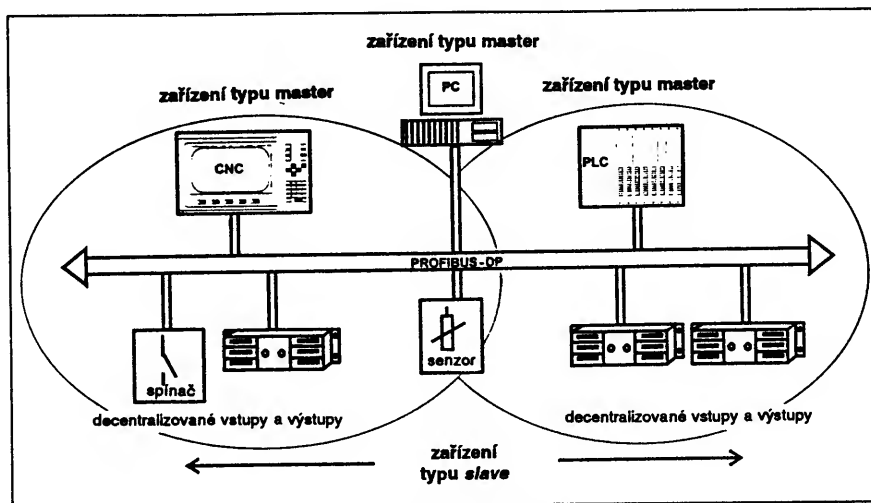 zařízení typu master
zařízení typu master
zařízení typu master
PC
CNC
PLC
PROFIBUS-DP
spínač
senzor
decentralizované vstupy a výstupy
decentralizované vstupy a výstupy
zařízení
typu slave